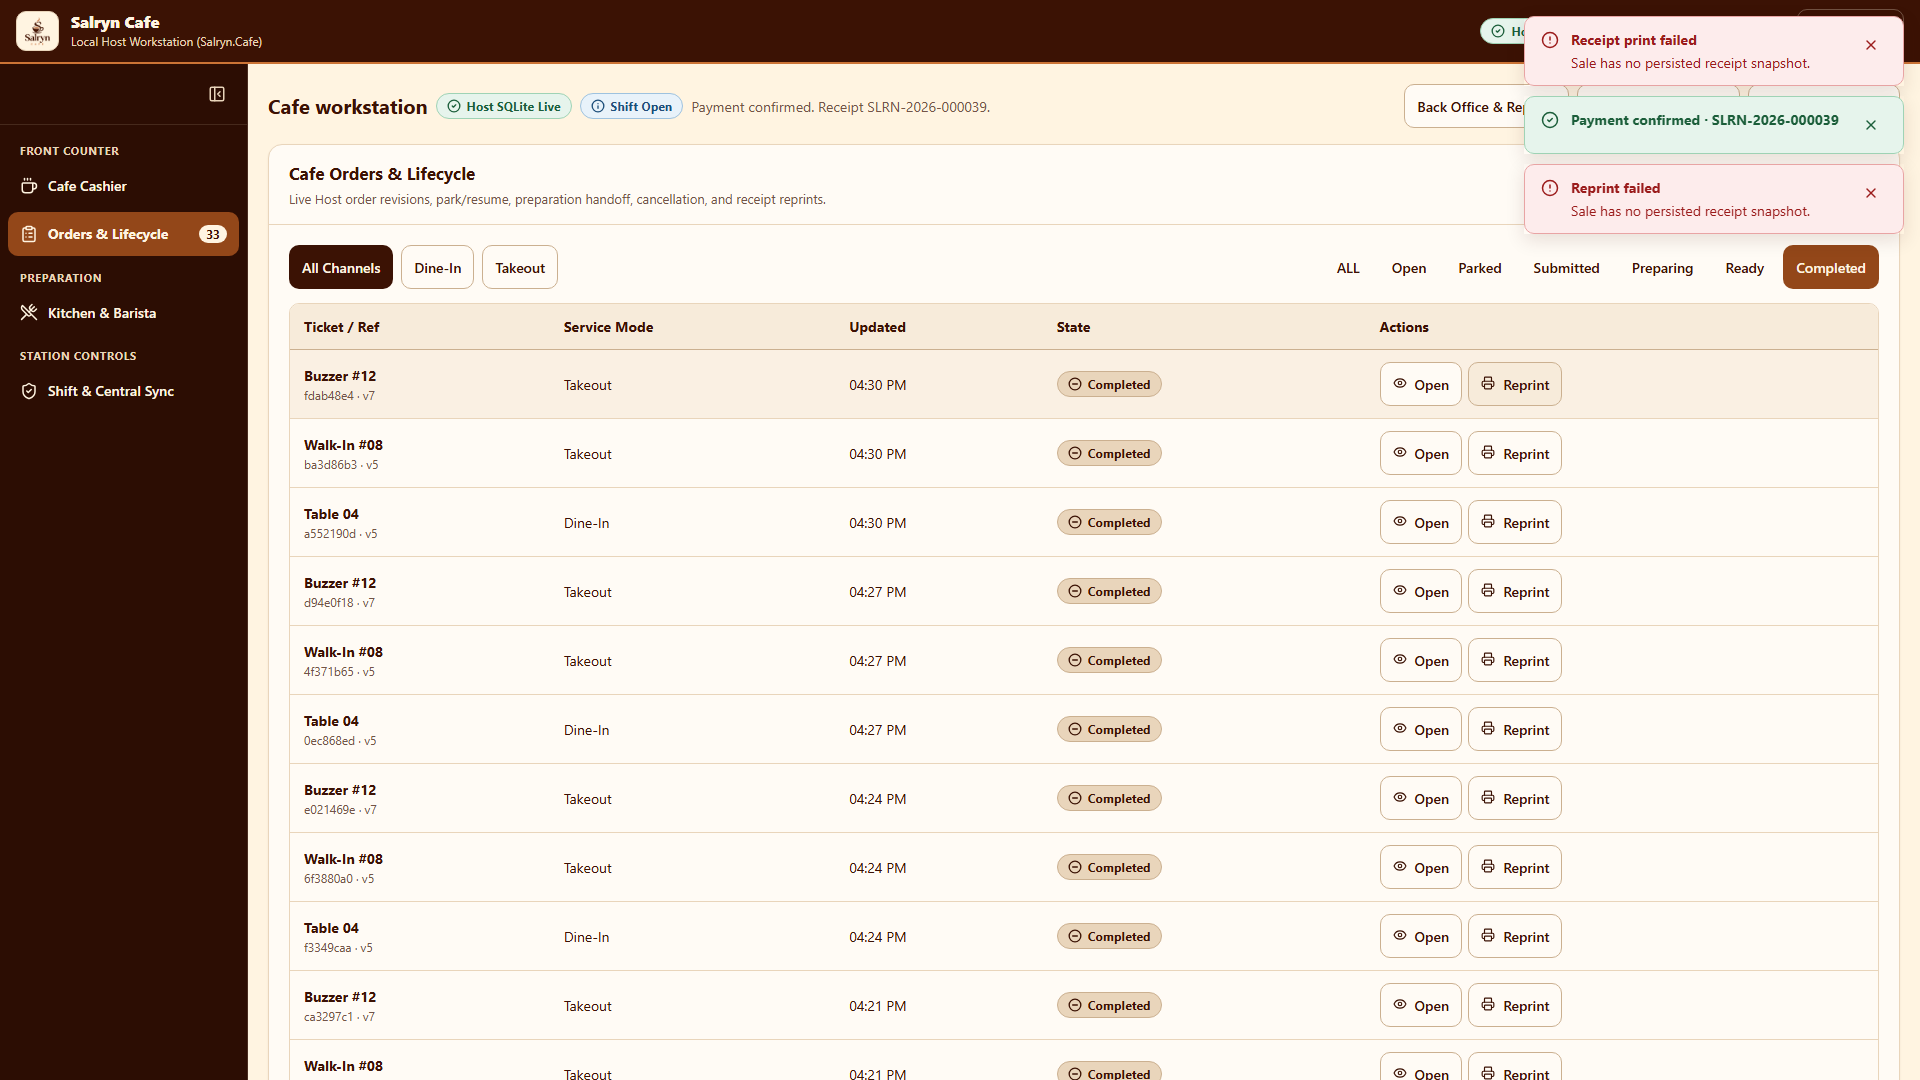 Salryn
Salryn Cafe
Local Host Workstation (Salryn.Cafe)
Receipt print failed
Sale has no persisted receipt snapshot.
Payment confirmed · SLRN-2026-000039
Reprint failed
Sale has no persisted receipt snapshot.
FRONT COUNTER
Cafe Cashier
Orders & Lifecycle 33
PREPARATION
Kitchen & Barista
STATION CONTROLS
Shift & Central Sync
Cafe workstation Host SQLite Live Shift Open Payment confirmed. Receipt SLRN-2026-000039.
Back Office & Re
Cafe Orders & Lifecycle
Live Host order revisions, park/resume, preparation handoff, cancellation, and receipt reprints.
All Channels Dine-In Takeout ALL Open Parked Submitted Preparing Ready Completed
Ticket / Ref Service Mode Updated State Actions
Buzzer #12
fdab48e4 · v7 Takeout 04:30 PM Completed Open Reprint
Walk-In #08
ba3d86b3 · v5 Takeout 04:30 PM Completed Open Reprint
Table 04
a552190d · v5 Dine-In 04:30 PM Completed Open Reprint
Buzzer #12
d94e0f18 · v7 Takeout 04:27 PM Completed Open Reprint
Walk-In #08
4f371b65 · v5 Takeout 04:27 PM Completed Open Reprint
Table 04
0ec868ed · v5 Dine-In 04:27 PM Completed Open Reprint
Buzzer #12
e021469e · v7 Takeout 04:24 PM Completed Open Reprint
Walk-In #08
6f3880a0 · v5 Takeout 04:24 PM Completed Open Reprint
Table 04
f3349caa · v5 Dine-In 04:24 PM Completed Open Reprint
Buzzer #12
ca3297c1 · v7 Takeout 04:21 PM Completed Open Reprint
Walk-In #08
Takeout 04:21 PM Completed Open Reprint